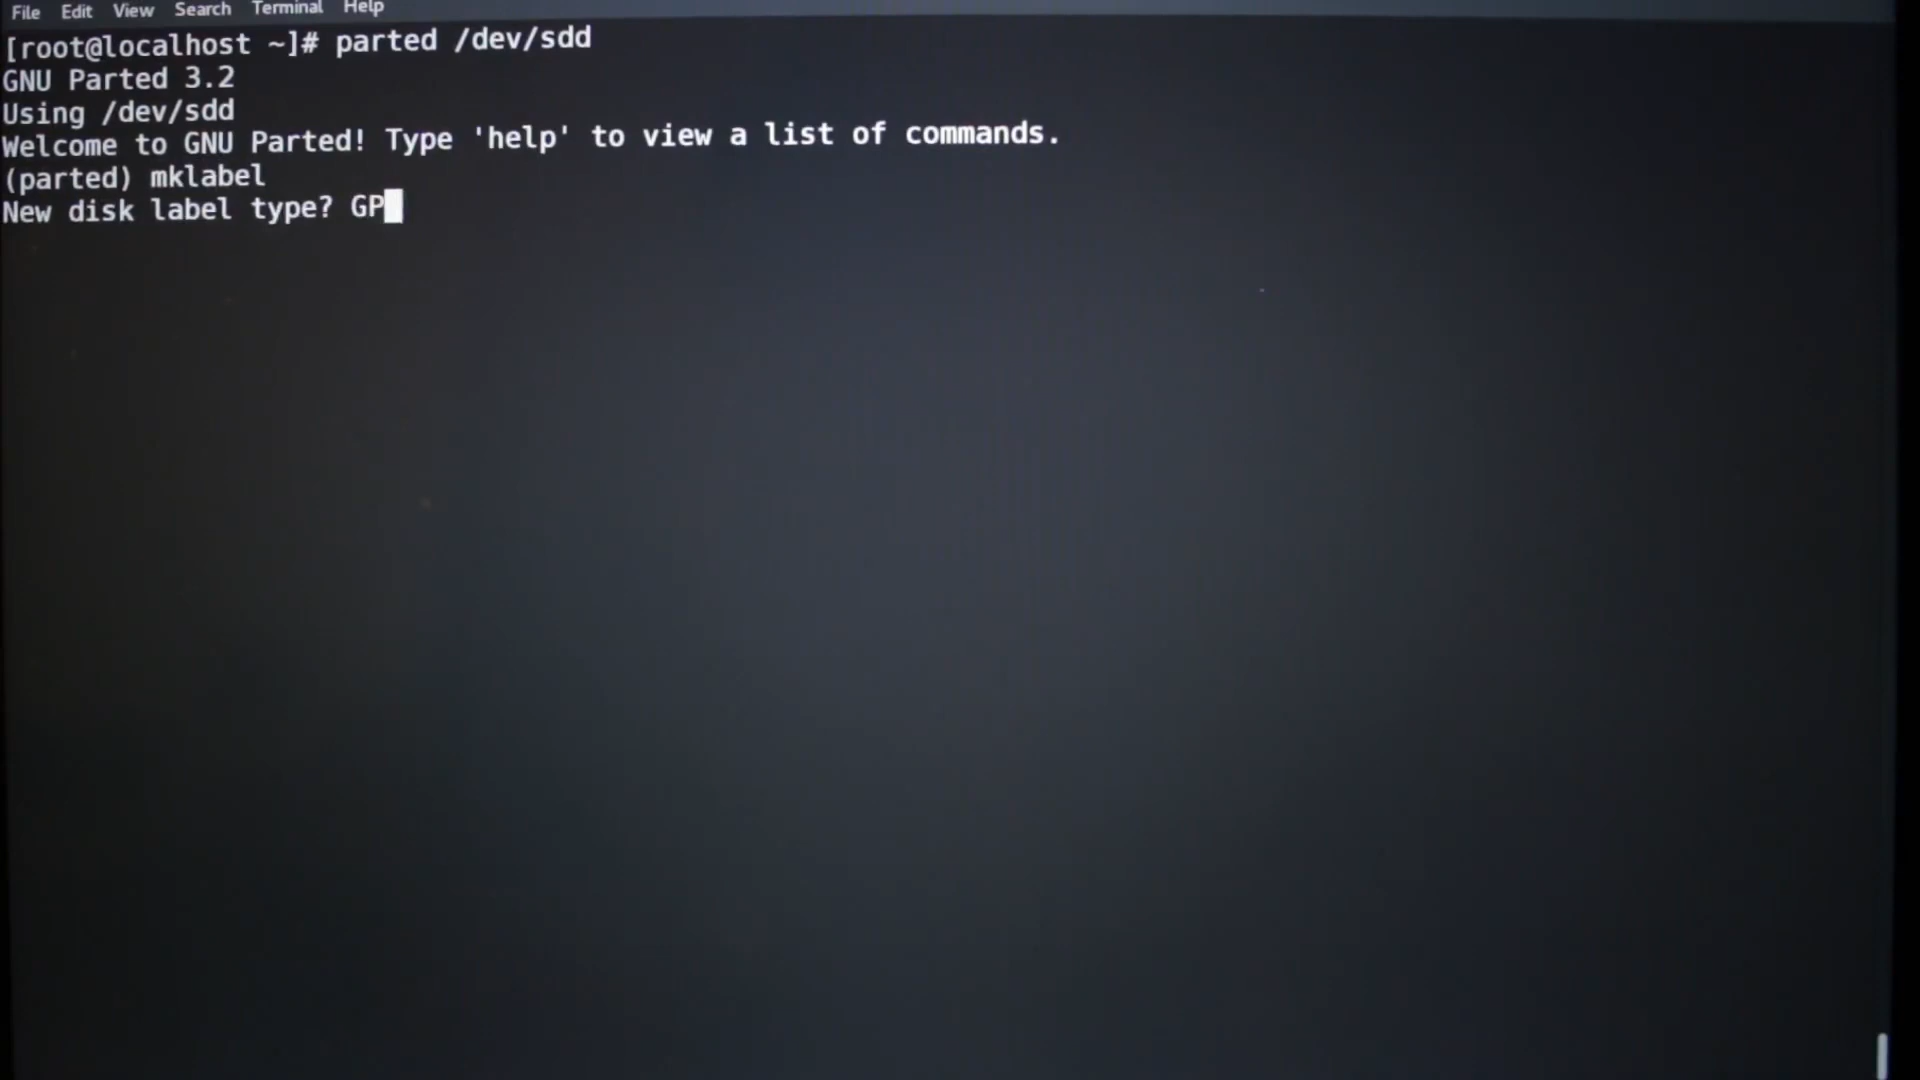 File Edit View Search Terminal Help
[root@localhost ~]# parted /dev/sdd
GNU Parted 3.2
Using /dev/sdd
Welcome to GNU Parted! Type 'help' to view a list of commands.
(parted) mklabel
New disk label type? GP